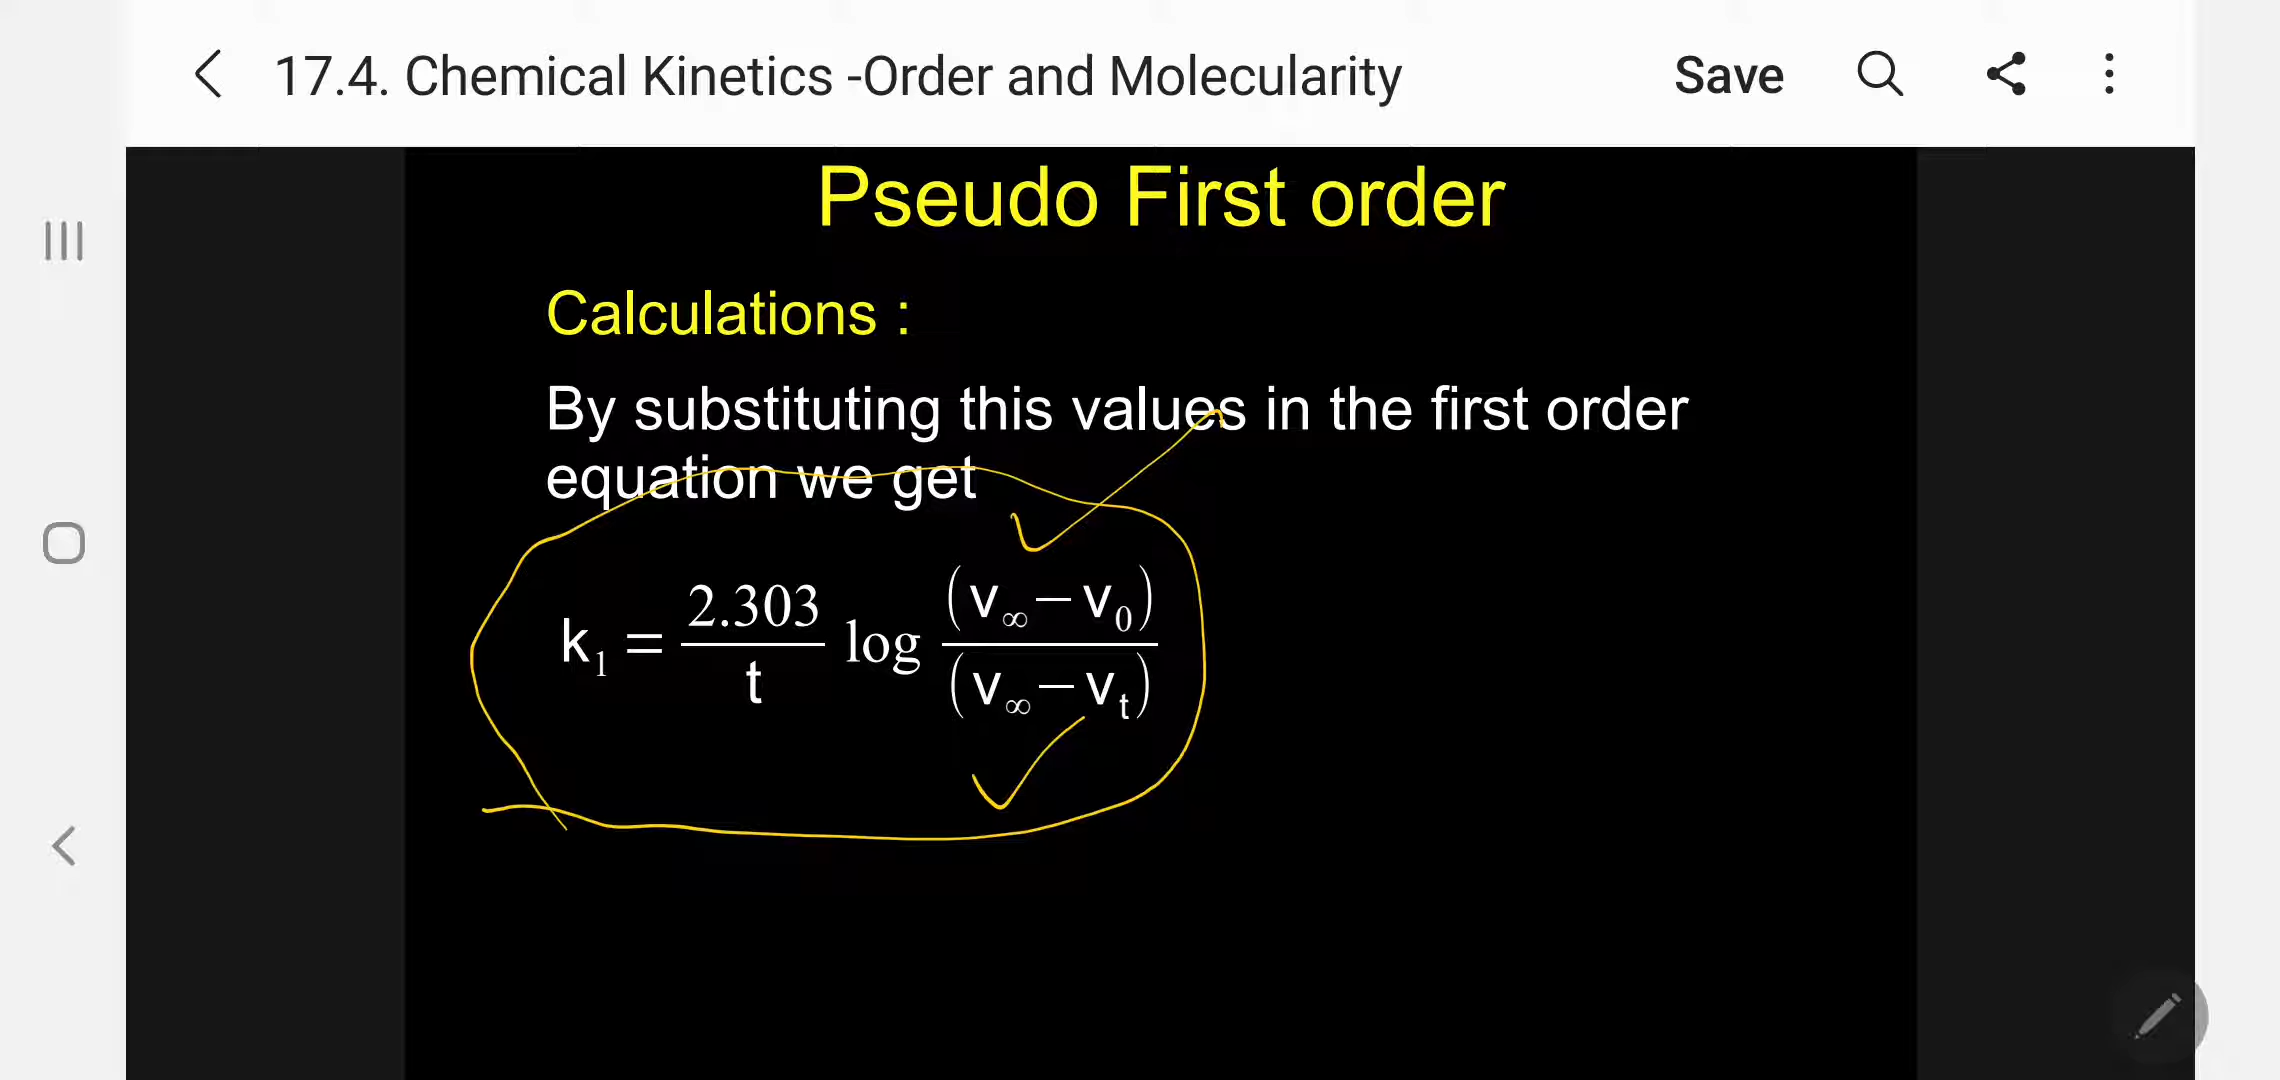 17.4. Chemical Kinetics -Order and Molecularity Save
Pseudo First order
Calculations :
By substituting this values in the first order
equation we get
k₁ = 2.303/t log (v∞ − v₀)/(v∞ − vₜ)